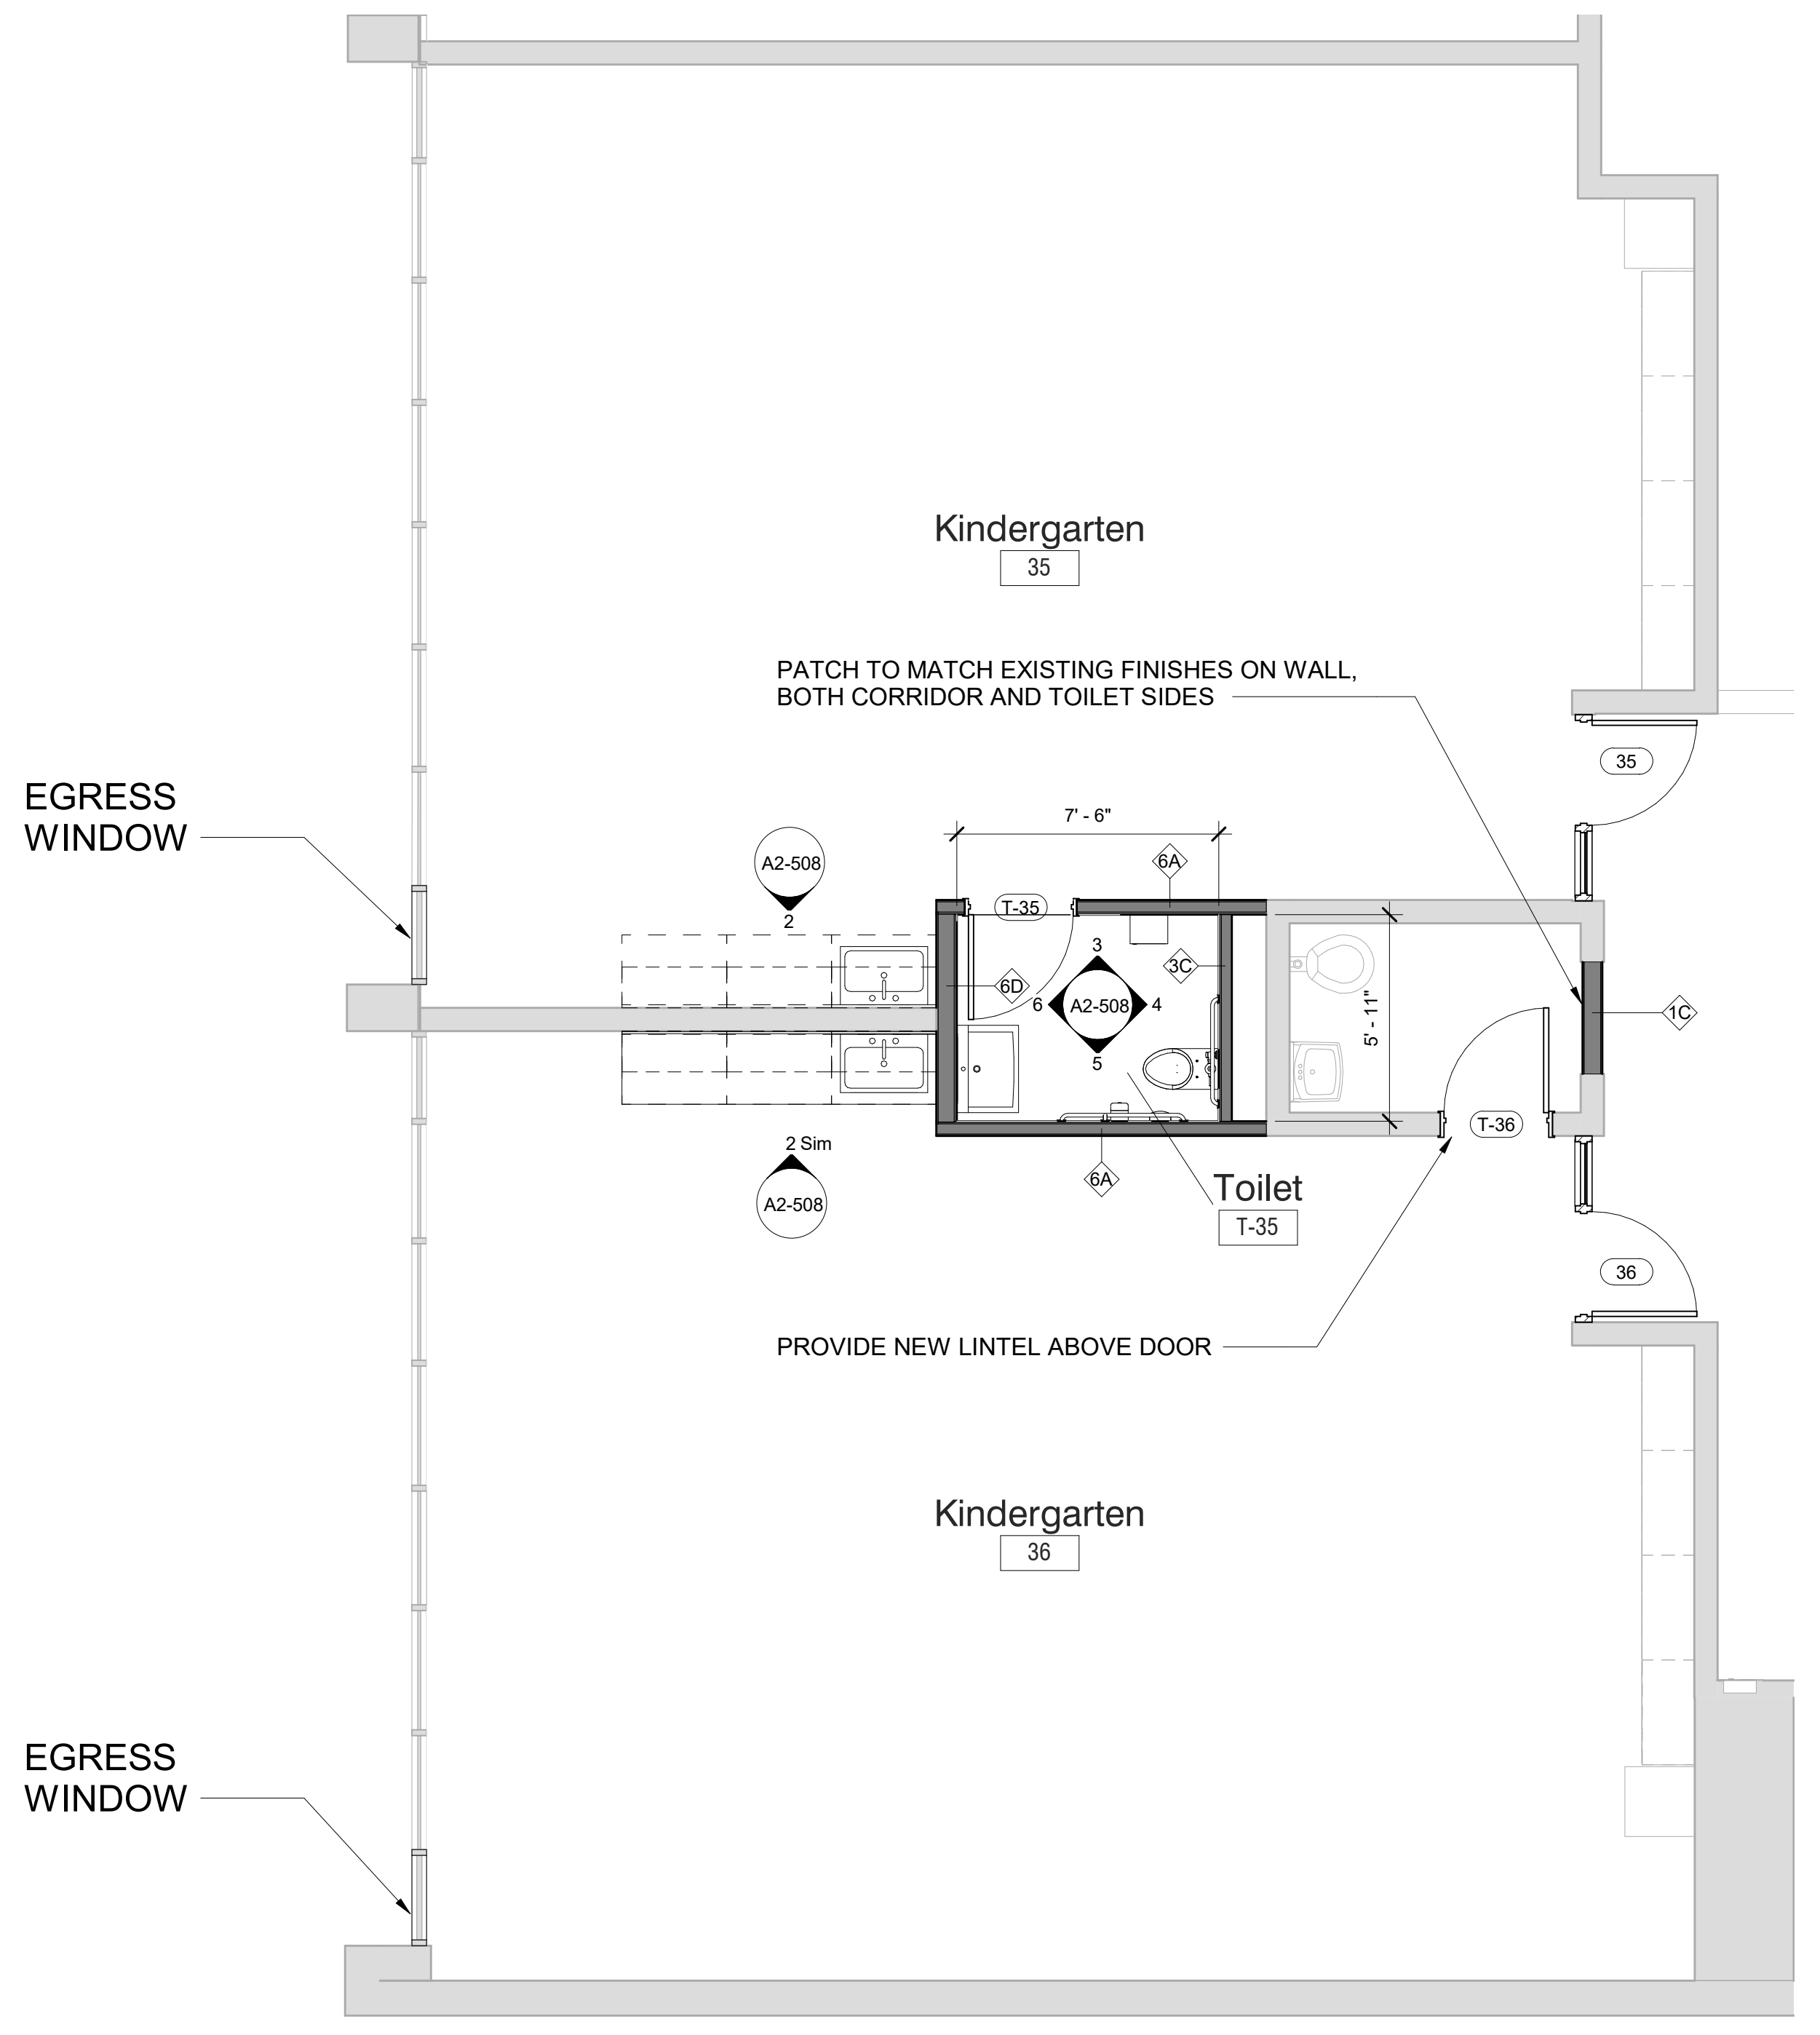 Kindergarten
35
PATCH TO MATCH EXISTING FINISHES ON WALL,
BOTH CORRIDOR AND TOILET SIDES
35
EGRESS
WINDOW
7' - 6"
A2-508
2
6A
T-35
3
3C
6D
6
A2-508
4
5
5' - 11"
1C
T-36
2 Sim
A2-508
6A
Toilet
T-35
36
PROVIDE NEW LINTEL ABOVE DOOR
Kindergarten
36
EGRESS
WINDOW